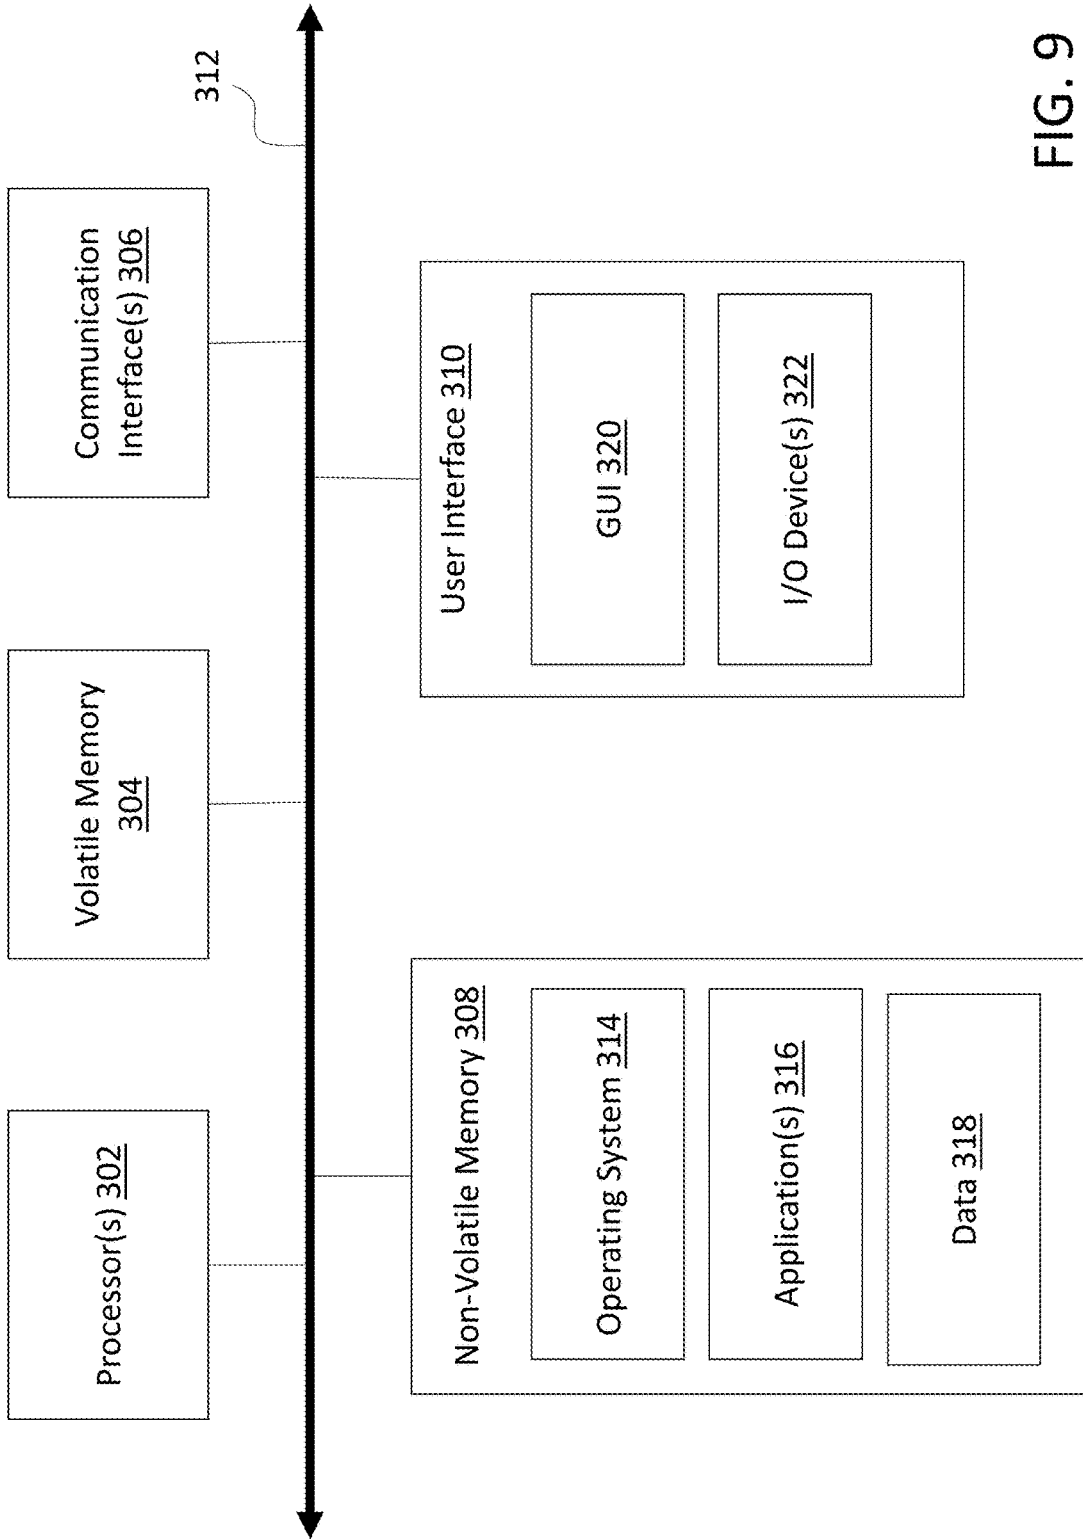 Processor(s) 302
Volatile Memory
304
Communication
Interface(s) 306
312
Non-Volatile Memory 308
Operating System 314
Application(s) 316
Data 318
User Interface 310
GUI 320
I/O Device(s) 322
FIG. 9